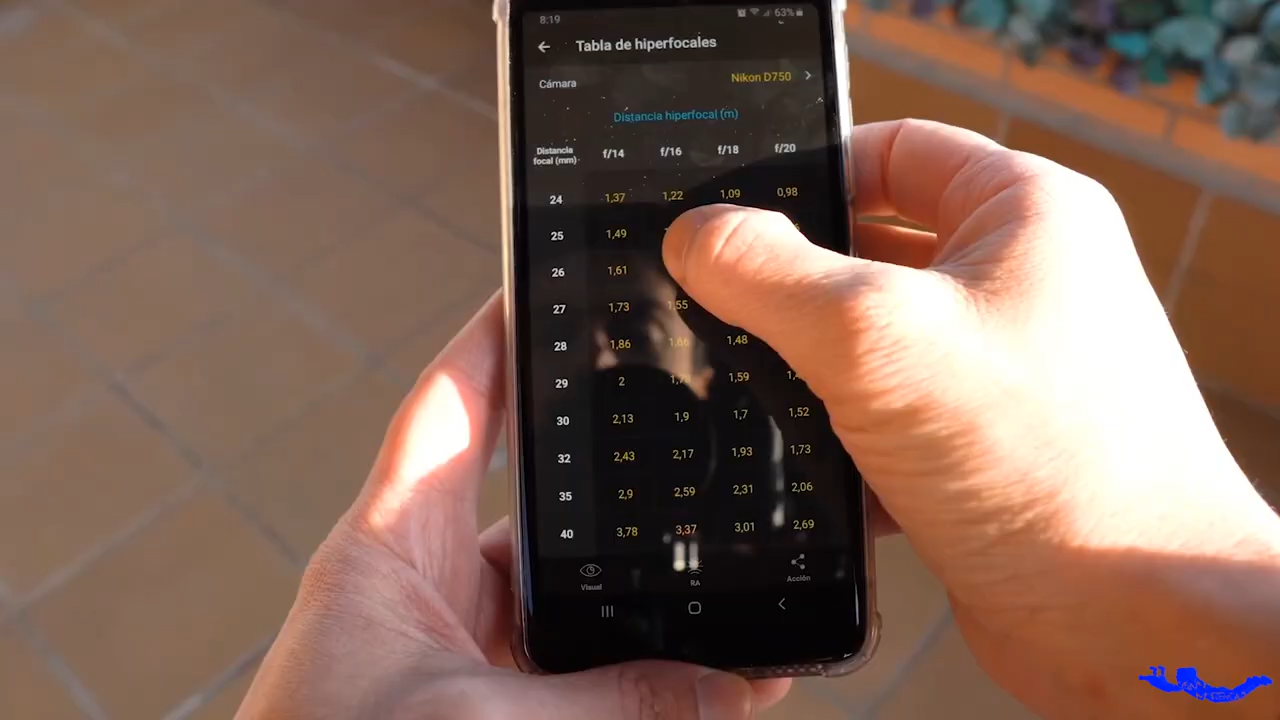 8:19 63%
Tabla de hiperfocales
Cámara Nikon D750
Distancia hiperfocal (m)
Distancia focal (mm) f/14 f/16 f/18 f/20
24 1,37 1,22 1,09 0,98
25 1,49
26 1,61
27 1,73 1,55
28 1,86 1,66 1,48
29 2 1,59
30 2,13 1,9 1,7 1,52
32 2,43 2,17 1,93 1,73
35 2,9 2,59 2,31 2,06
40 3,78 3,37 3,01 2,69
Visual RA Acción